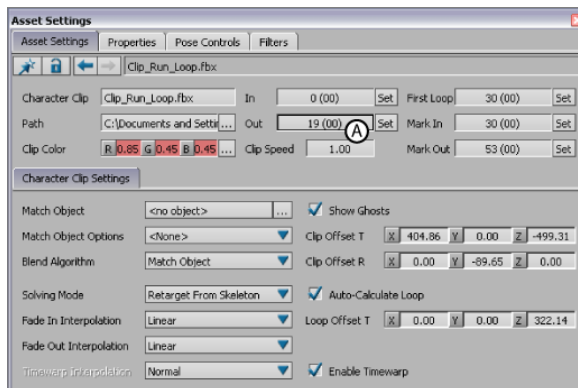 Asset Settings
Asset Settings Properties Pose Controls Filters
Clip_Run_Loop.fbx
Character Clip Clip_Run_Loop.fbx In 0 (00) Set First Loop 30 (00) Set
Path C:\Documents and Settin ... Out 19 (00) A Set Mark In 30 (00) Set
Clip Color R 0.85 G 0.45 B 0.45 ... Clip Speed 1.00 Mark Out 53 (00) Set
Character Clip Settings
Match Object <no object> ... Show Ghosts
Match Object Options <None> Clip Offset T X 404.86 Y 0.00 Z -499.31
Blend Algorithm Match Object Clip Offset R X 0.00 Y -89.65 Z 0.00
Solving Mode Retarget From Skeleton Auto-Calculate Loop
Fade In Interpolation Linear Loop Offset T X 0.00 Y 0.00 Z 322.14
Fade Out Interpolation Linear
Timewarp Interpolation Normal Enable Timewarp